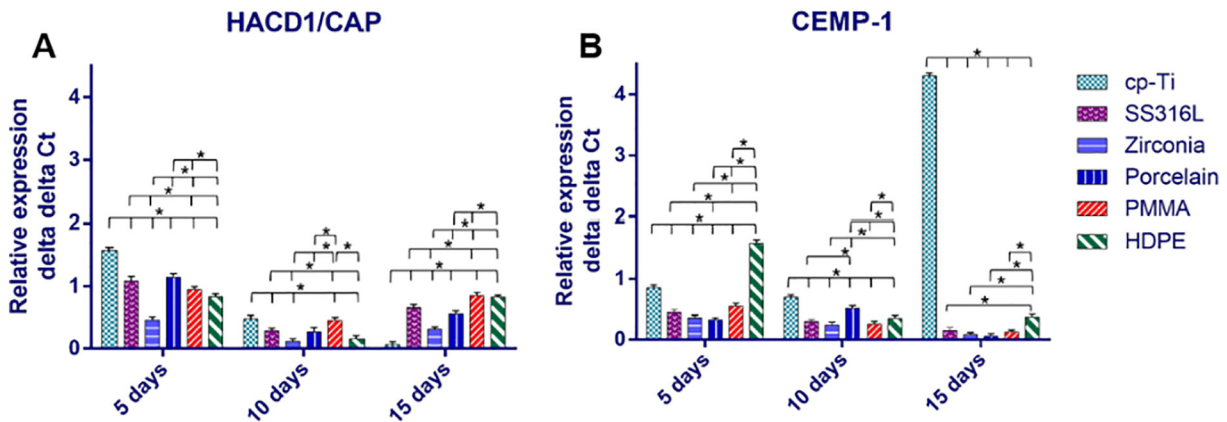 HACD1/CAP
CEMP-1
A
B
Relative expression
delta delta Ct
4
3
2
1
0
5 days
10 days
15 days
Relative expression
delta delta Ct
4
3
2
1
0
5 days
10 days
15 days
cp-Ti
SS316L
Zirconia
Porcelain
PMMA
HDPE